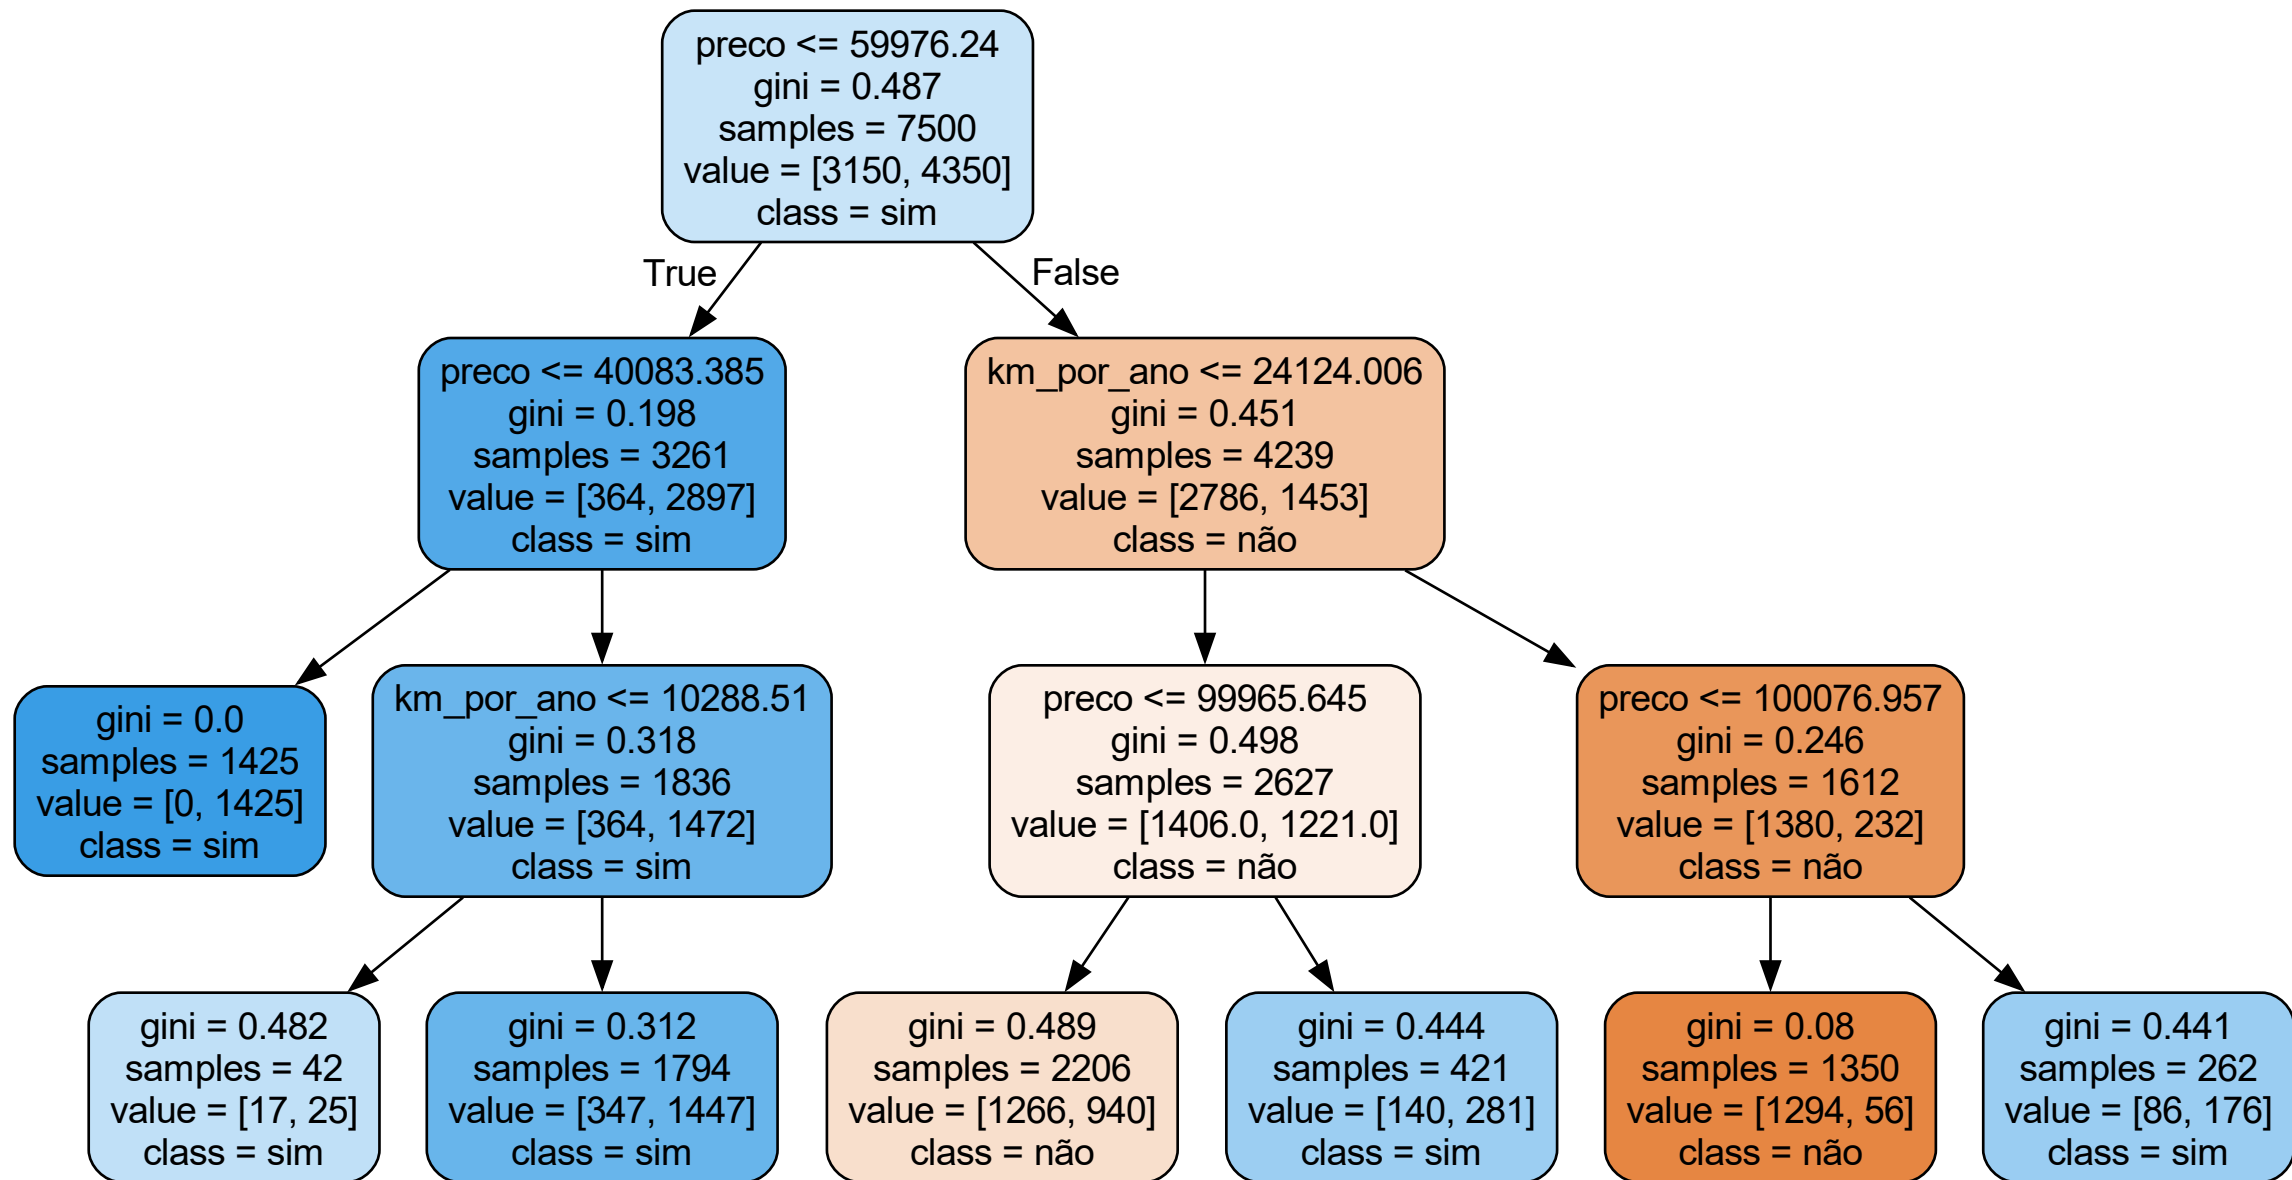 preco <= 59976.24
gini = 0.487
samples = 7500
value = [3150, 4350]
class = sim
True
False
preco <= 40083.385
gini = 0.198
samples = 3261
value = [364, 2897]
class = sim
km_por_ano <= 24124.006
gini = 0.451
samples = 4239
value = [2786, 1453]
class = não
gini = 0.0
samples = 1425
value = [0, 1425]
class = sim
km_por_ano <= 10288.51
gini = 0.318
samples = 1836
value = [364, 1472]
class = sim
preco <= 99965.645
gini = 0.498
samples = 2627
value = [1406.0, 1221.0]
class = não
preco <= 100076.957
gini = 0.246
samples = 1612
value = [1380, 232]
class = não
gini = 0.482
samples = 42
value = [17, 25]
class = sim
gini = 0.312
samples = 1794
value = [347, 1447]
class = sim
gini = 0.489
samples = 2206
value = [1266, 940]
class = não
gini = 0.444
samples = 421
value = [140, 281]
class = sim
gini = 0.08
samples = 1350
value = [1294, 56]
class = não
gini = 0.441
samples = 262
value = [86, 176]
class = sim